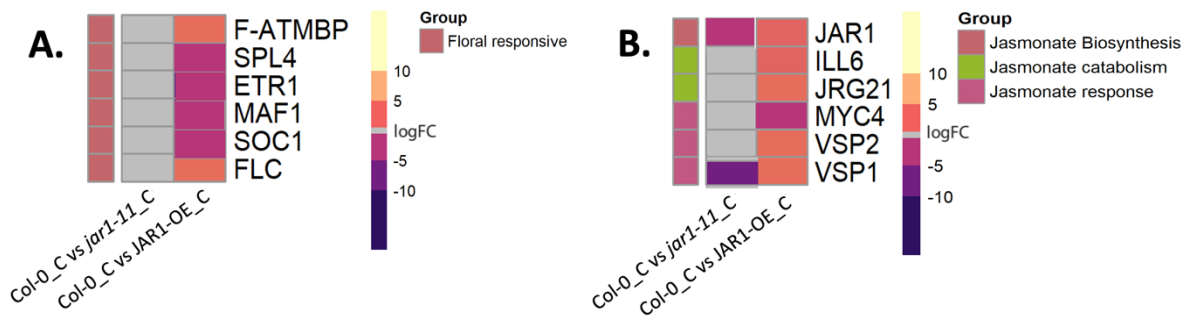 A.
F-ATMBP
SPL4
ETR1
MAF1
SOC1
FLC
Col-0_C vs jar1-11_C
Col-0_C vs JAR1-OE_C
10
5
logFC
-5
-10
Group
Floral responsive
B.
JAR1
ILL6
JRG21
MYC4
VSP2
VSP1
Col-0_C vs jar1-11_C
Col-0_C vs JAR1-OE_C
10
5
logFC
-5
-10
Group
Jasmonate Biosynthesis
Jasmonate catabolism
Jasmonate response